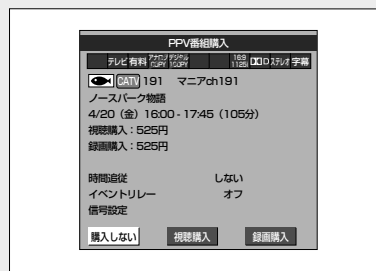 PPV番組購入
テレビ 有料 アナログ COPY デジタル 1COPY 16:9 1125i DD D ステレオ 字幕
CATV 191 マニアch191
ノースパーク物語
4/20（金）16:00 - 17:45（105分）
視聴購入：525円
録画購入：525円
時間追従 しない
イベントリレー オフ
信号設定
購入しない 視聴購入 録画購入